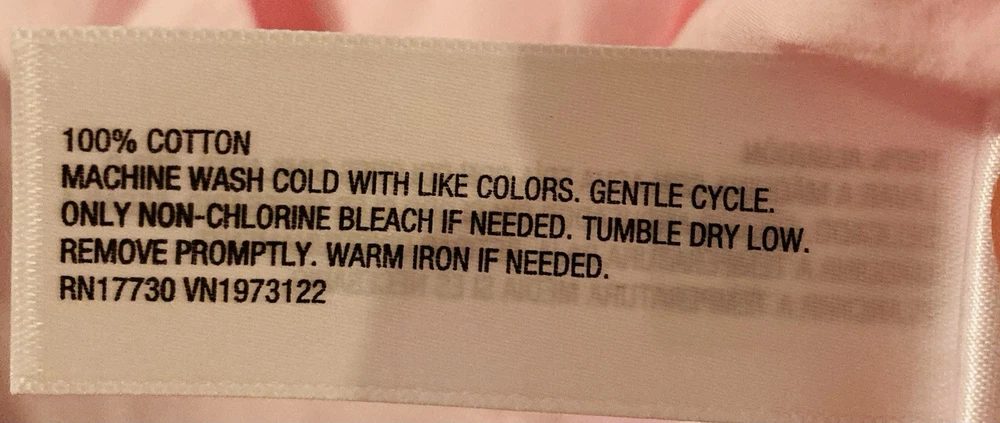 100% COTTON
MACHINE WASH COLD WITH LIKE COLORS. GENTLE CYCLE.
ONLY NON-CHLORINE BLEACH IF NEEDED. TUMBLE DRY LOW.
REMOVE PROMPTLY. WARM IRON IF NEEDED.
RN17730 VN1973122